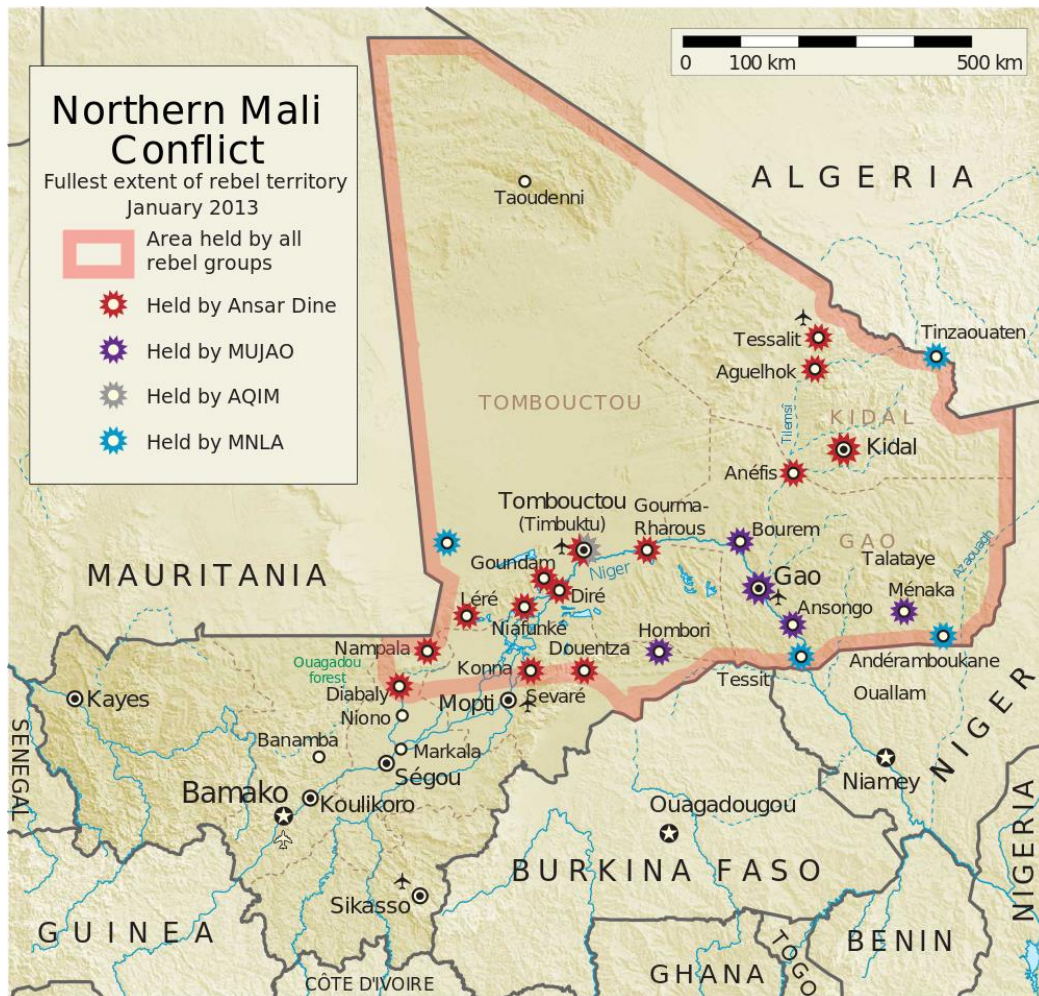 Northern Mali
Conflict
Fullest extent of rebel territory
January 2013
Area held by all
rebel groups
Held by Ansar Dine
Held by MUJAO
Held by AQIM
Held by MNLA
0 100 km 500 km
ALGERIA
Taoudenni
Tessalit
Tinzaouaten
Aguelhok
TOMBOUCTOU
KIDAL
Tilemsi
Kidal
Anéfis
Tombouctou
(Timbuktu)
Gourma-
Rharous
Bourem
GAO
Talataye
Azaouagh
MAURITANIA
Goundam
Niger
Gao
Diré
Ménaka
Léré
Niafunké
Ansongo
Nampala
Hombori
Douentza
Konna
Andéramboukane
Ouagadou
forest
Diabaly
Sevaré
Tessit
Ouallam
Kayes
Mopti
Niono
NIGER
SENEGAL
Banamba
Markala
Ségou
Niamey
Bamako
Koulikoro
Ouagadougou
BURKINA FASO
NIGERIA
Sikasso
GUINEA
BENIN
TOGO
GHANA
CÔTE D'IVOIRE